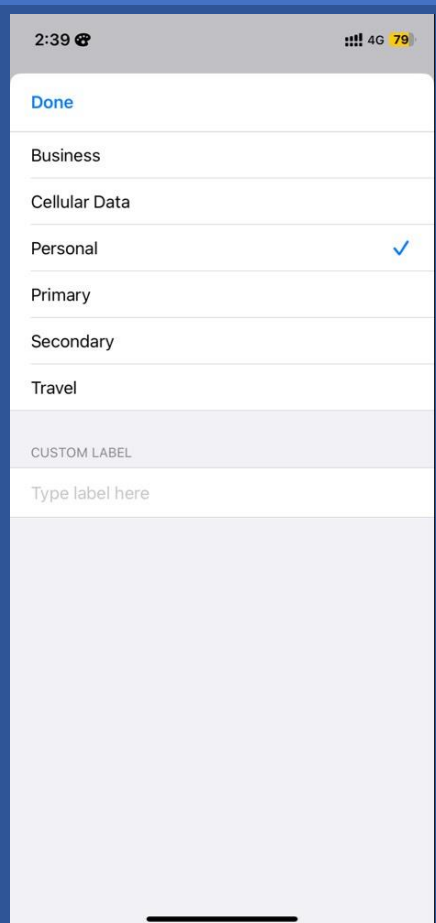 2:39 4G 79
Done
Business
Cellular Data
Personal
Primary
Secondary
Travel
CUSTOM LABEL
Type label here